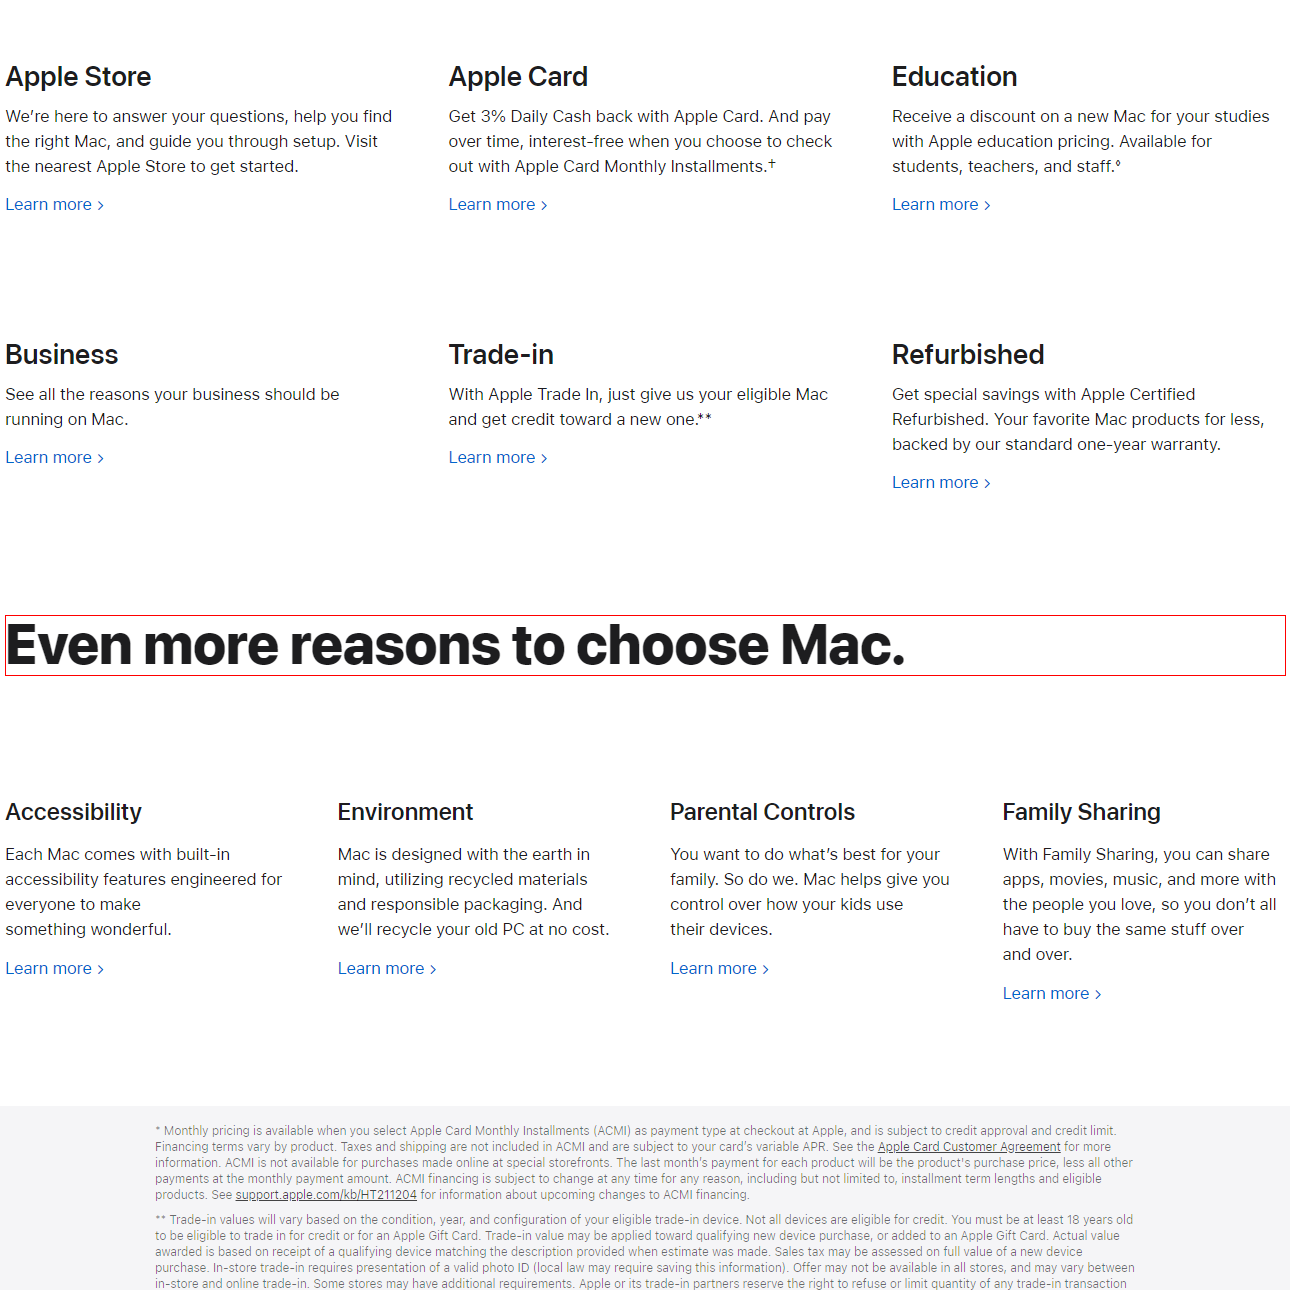 Apple Store
We’re here to answer your questions, help you find
the right Mac, and guide you through setup. Visit
the nearest Apple Store to get started.
Learn more >
Apple Card
Get 3% Daily Cash back with Apple Card. And pay
over time, interest-free when you choose to check
out with Apple Card Monthly Installments.†
Learn more >
Education
Receive a discount on a new Mac for your studies
with Apple education pricing. Available for
students, teachers, and staff.◊
Learn more >
Business
See all the reasons your business should be
running on Mac.
Learn more >
Trade-in
With Apple Trade In, just give us your eligible Mac
and get credit toward a new one.**
Learn more >
Refurbished
Get special savings with Apple Certified
Refurbished. Your favorite Mac products for less,
backed by our standard one-year warranty.
Learn more >
Even more reasons to choose Mac.
Accessibility
Each Mac comes with built-in
accessibility features engineered for
everyone to make
something wonderful.
Learn more >
Environment
Mac is designed with the earth in
mind, utilizing recycled materials
and responsible packaging. And
we’ll recycle your old PC at no cost.
Learn more >
Parental Controls
You want to do what’s best for your
family. So do we. Mac helps give you
control over how your kids use
their devices.
Learn more >
Family Sharing
With Family Sharing, you can share
apps, movies, music, and more with
the people you love, so you don’t all
have to buy the same stuff over
and over.
Learn more >
* Monthly pricing is available when you select Apple Card Monthly Installments (ACMI) as payment type at checkout at Apple, and is subject to credit approval and credit limit.
Financing terms vary by product. Taxes and shipping are not included in ACMI and are subject to your card’s variable APR. See the Apple Card Customer Agreement for more
information. ACMI is not available for purchases made online at special storefronts. The last month’s payment for each product will be the product's purchase price, less all other
payments at the monthly payment amount. ACMI financing is subject to change at any time for any reason, including but not limited to, installment term lengths and eligible
products. See support.apple.com/kb/HT211204 for information about upcoming changes to ACMI financing.
** Trade-in values will vary based on the condition, year, and configuration of your eligible trade-in device. Not all devices are eligible for credit. You must be at least 18 years old
to be eligible to trade in for credit or for an Apple Gift Card. Trade-in value may be applied toward qualifying new device purchase, or added to an Apple Gift Card. Actual value
awarded is based on receipt of a qualifying device matching the description provided when estimate was made. Sales tax may be assessed on full value of a new device
purchase. In-store trade-in requires presentation of a valid photo ID (local law may require saving this information). Offer may not be available in all stores, and may vary between
in-store and online trade-in. Some stores may have additional requirements. Apple or its trade-in partners reserve the right to refuse or limit quantity of any trade-in transaction